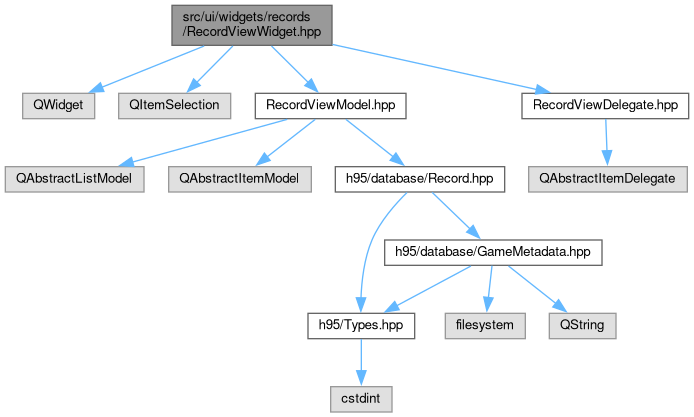 src/ui/widgets/records
/RecordViewWidget.hpp
QWidget
QItemSelection
RecordViewModel.hpp
RecordViewDelegate.hpp
QAbstractListModel
QAbstractItemModel
h95/database/Record.hpp
QAbstractItemDelegate
h95/database/GameMetadata.hpp
h95/Types.hpp
filesystem
QString
cstdint